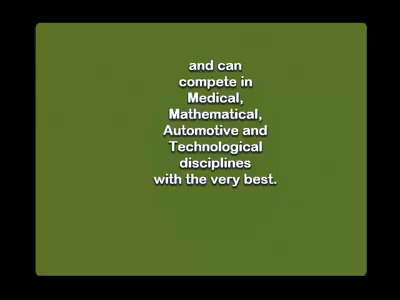 and can
compete in
Medical,
Mathematical,
Automotive and
Technological
disciplines
with the very best.